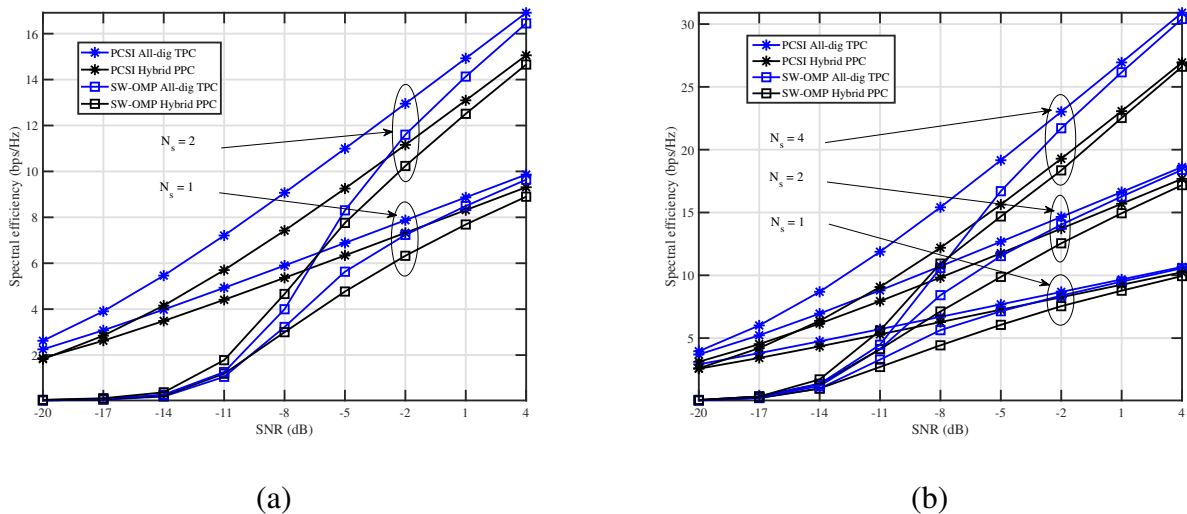 16
14
12
10
8
6
4
2
-20
-17
-14
-11
-8
-5
-2
1
4
SNR (dB)
Spectral efficiency (bps/Hz)
PCSI All-dig TPC
PCSI Hybrid PPC
SW-OMP All-dig TPC
SW-OMP Hybrid PPC
N_s = 2
N_s = 1
(a)
30
25
20
15
10
5
-20
-17
-14
-11
-8
-5
-2
1
4
SNR (dB)
Spectral efficiency (bps/Hz)
PCSI All-dig TPC
PCSI Hybrid PPC
SW-OMP All-dig TPC
SW-OMP Hybrid PPC
N_s = 4
N_s = 2
N_s = 1
(b)